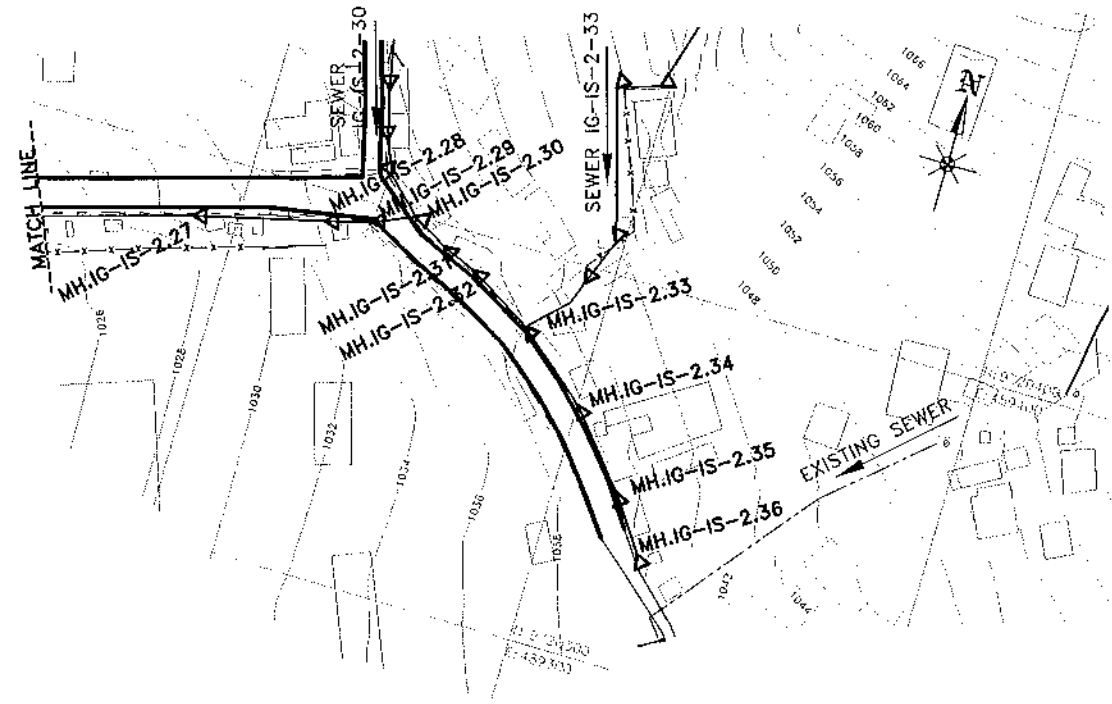 SEWER
IG-IS-2-30
SEWER IG-IS-2-33
N
1066
1064
1062
1060
1058
1056
1054
1052
1050
1048
MATCH LINE
MH.IG-IS-2.28
MH.IG-IS-2.29
MH.IG-IS-2.30
MH.IG-IS-2.27
MH.IG-IS-2.31
MH.IG-IS-2.32
MH.IG-IS-2.33
MH.IG-IS-2.34
MH.IG-IS-2.35
MH.IG-IS-2.36
EXISTING SEWER
1026
1028
1030
1032
1034
1036
1038
1042
1044